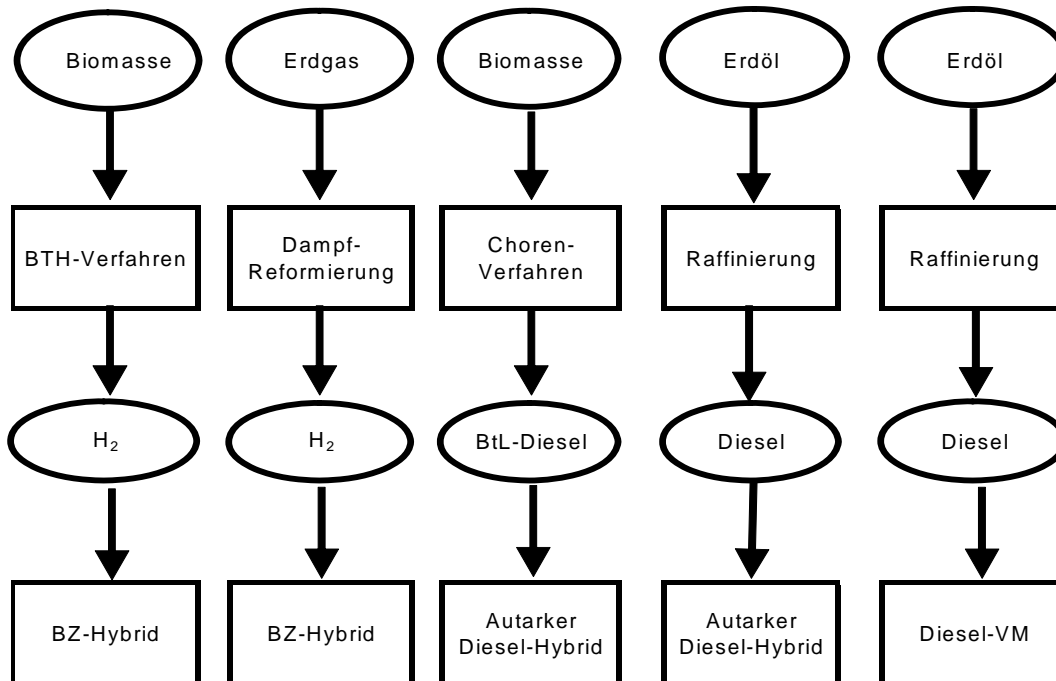 Biomasse
Erdgas
Biomasse
Erdöl
Erdöl
BTH-Verfahren
Dampf-
Reformierung
Choren-
Verfahren
Raffinierung
Raffinierung
H₂
H₂
BtL-Diesel
Diesel
Diesel
BZ-Hybrid
BZ-Hybrid
Autarker
Diesel-Hybrid
Autarker
Diesel-Hybrid
Diesel-VM